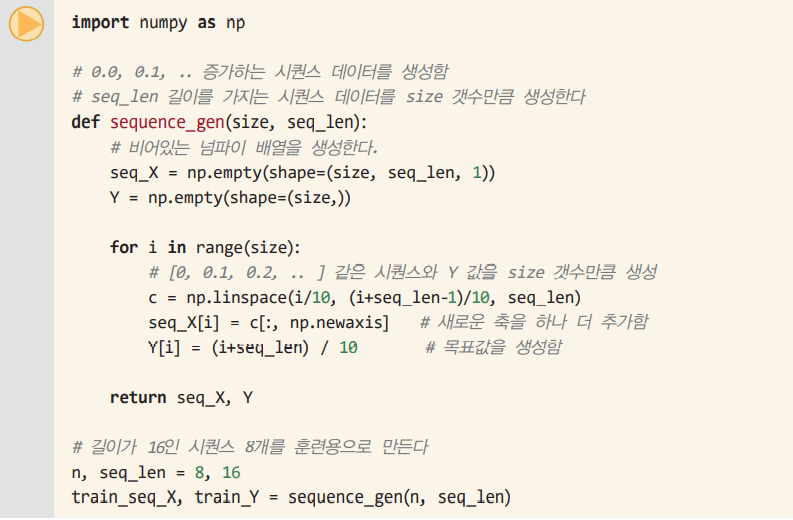 import numpy as np
# 0.0, 0.1, .. 증가하는 시퀀스 데이터를 생성함
# seq_len 길이를 가지는 시퀀스 데이터를 size 갯수만큼 생성한다
def sequence_gen(size, seq_len):
    # 비어있는 넘파이 배열을 생성한다.
    seq_X = np.empty(shape=(size, seq_len, 1))
    Y = np.empty(shape=(size,))
    for i in range(size):
        # [0, 0.1, 0.2, .. ] 같은 시퀀스와 Y 값을 size 갯수만큼 생성
        c = np.linspace(i/10, (i+seq_len-1)/10, seq_len)
        seq_X[i] = c[:, np.newaxis]   # 새로운 축을 하나 더 추가함
        Y[i] = (i+seq_len) / 10       # 목표값을 생성함
    return seq_X, Y
# 길이가 16인 시퀀스 8개를 훈련용으로 만든다
n, seq_len = 8, 16
train_seq_X, train_Y = sequence_gen(n, seq_len)